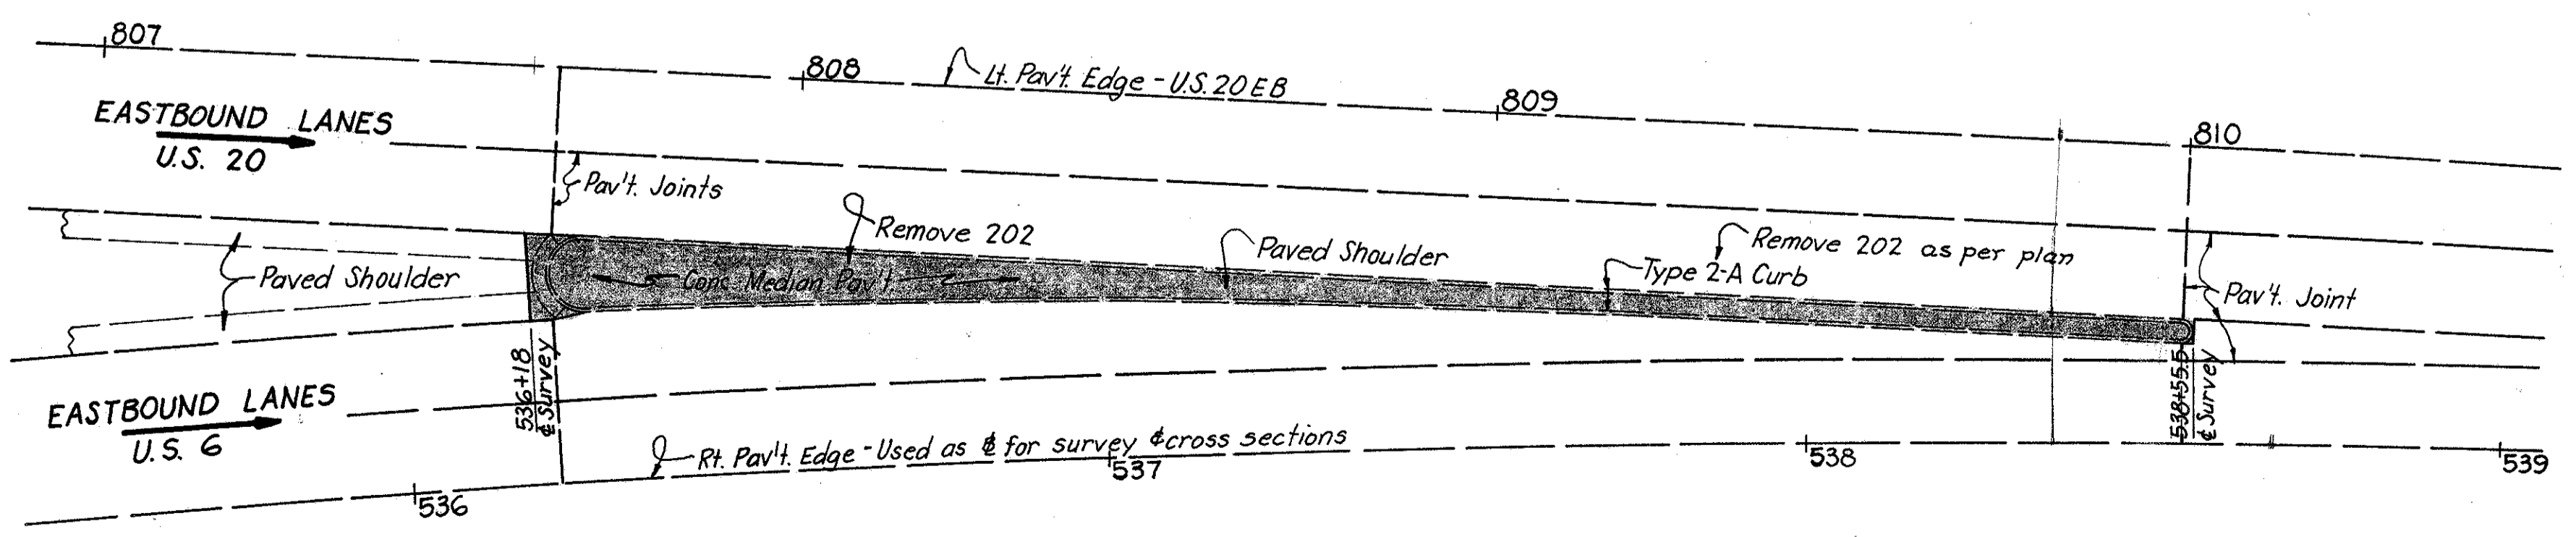 807
808
Lt. Pav't. Edge - U.S. 20 EB
809
810
EASTBOUND LANES
U.S. 20
Pav't. Joints
Remove 202
Paved Shoulder
Remove 202 as per plan
Type 2-A Curb
Paved Shoulder
Conc. Median Pav't.
Pav't. Joint
536+18
℄ Survey
538+55.5
℄ Survey
EASTBOUND LANES
U.S. 6
Rt. Pav't. Edge - Used as ℄ for survey & cross sections
536
537
538
539